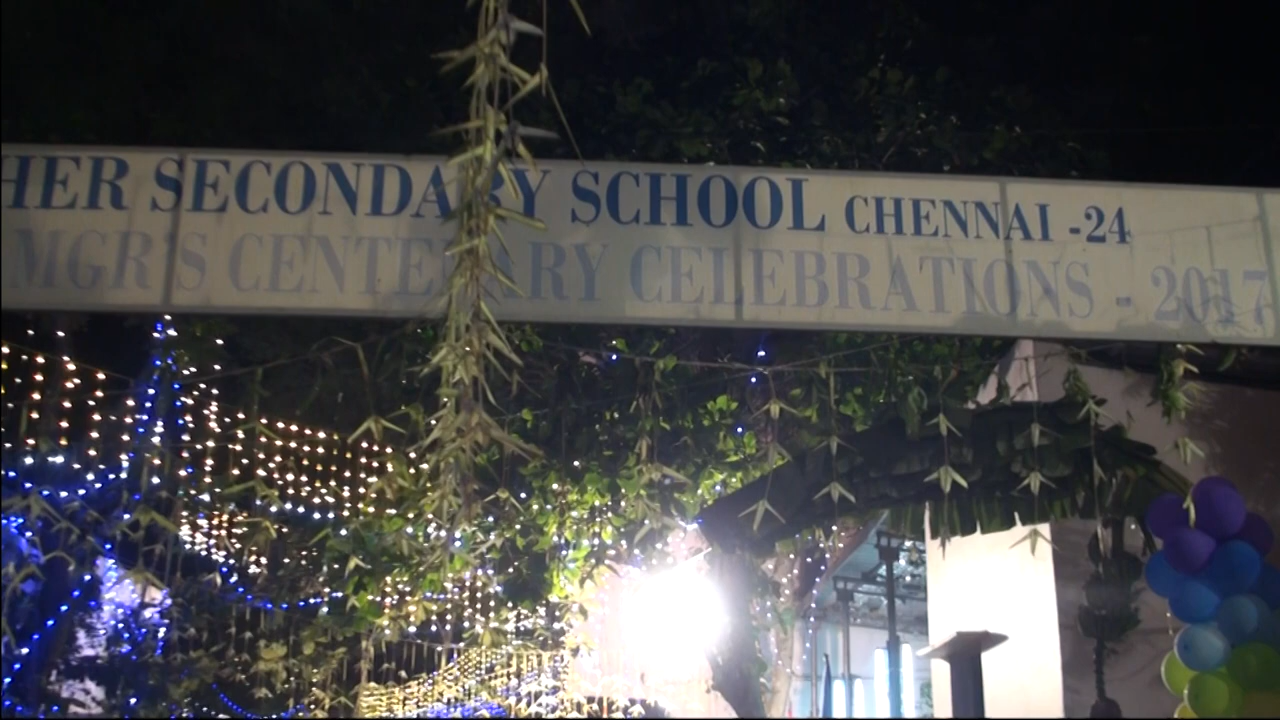 HER SECONDARY SCHOOL CHENNAI -24
MGR'S CENTENARY CELEBRATIONS - 2017